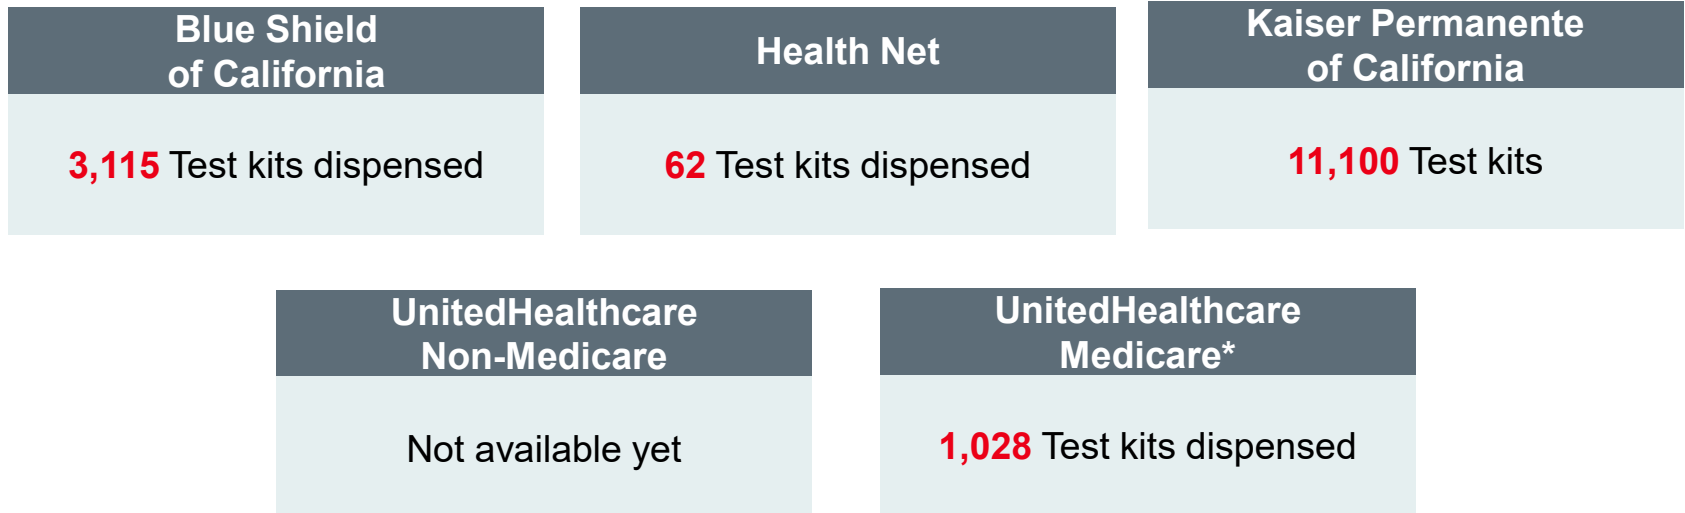 Blue Shield
of California
3,115 Test kits dispensed
Health Net
62 Test kits dispensed
Kaiser Permanente
of California
11,100 Test kits
UnitedHealthcare
Non-Medicare
Not available yet
UnitedHealthcare
Medicare*
1,028 Test kits dispensed